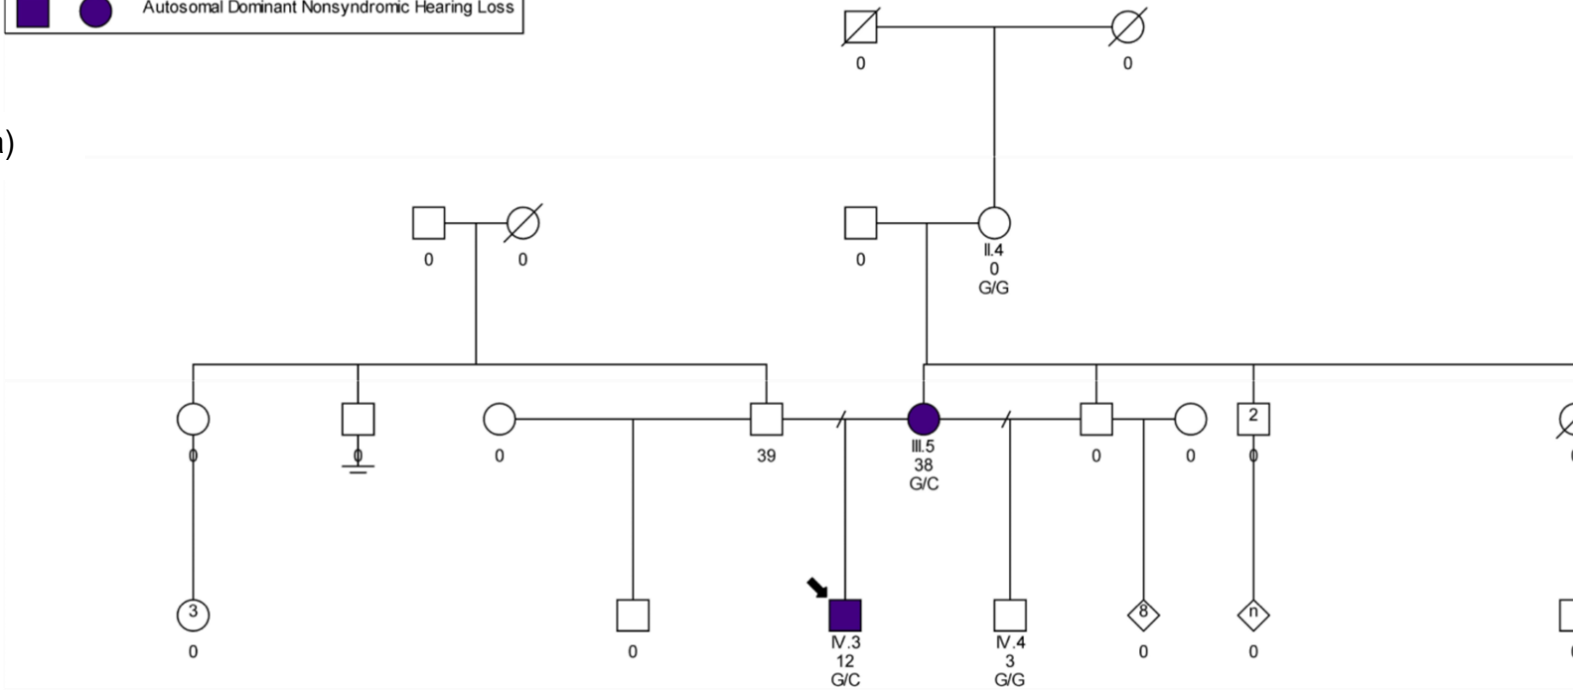 Autosomal Dominant Nonsyndromic Hearing Loss
0 0
a)
0 0 0 II.4
0
G/G
0 0 0 39 III.5
38
G/C
0 0 2
0
3
0
0
IV.3
12
G/C
IV.4
3
G/G
8
0
n
0